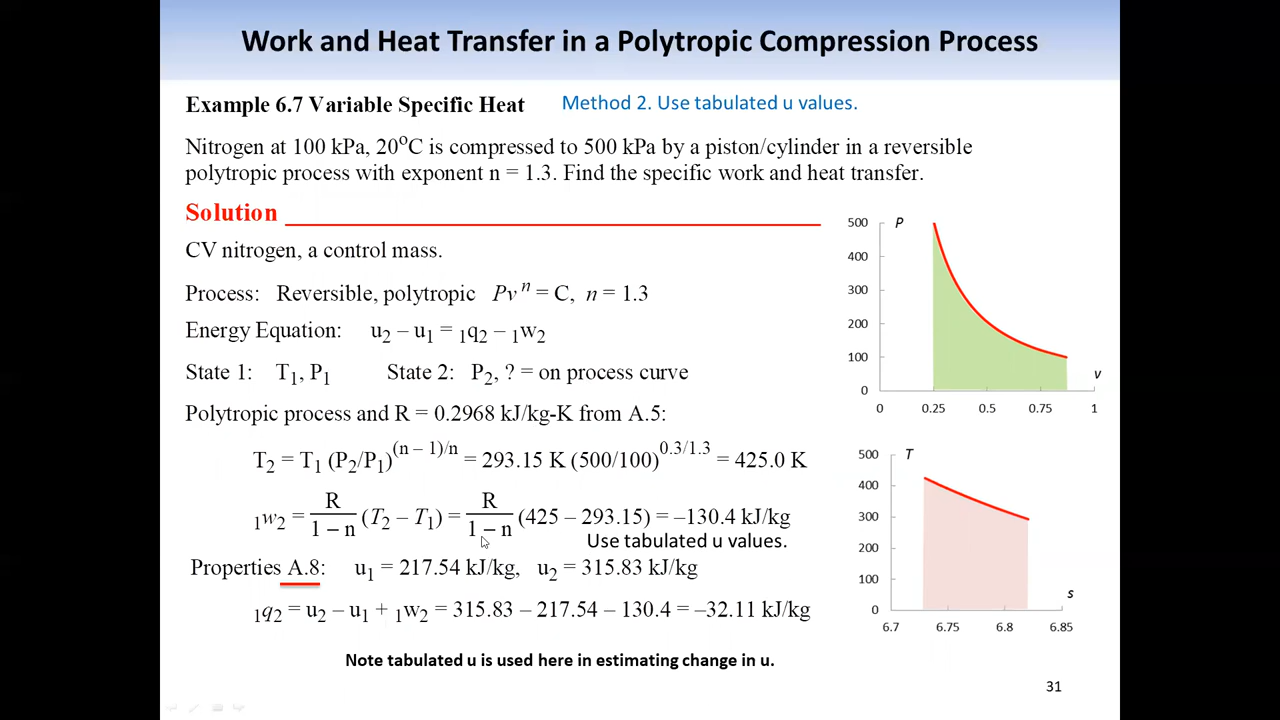 Work and Heat Transfer in a Polytropic Compression Process
Example 6.7 Variable Specific Heat Method 2. Use tabulated u values.
Nitrogen at 100 kPa, 20°C is compressed to 500 kPa by a piston/cylinder in a reversible
polytropic process with exponent n = 1.3. Find the specific work and heat transfer.
Solution
CV nitrogen, a control mass.
Process: Reversible, polytropic Pvⁿ = C, n = 1.3
Energy Equation: u₂ – u₁ = ₁q₂ – ₁w₂
State 1: T₁, P₁ State 2: P₂, ? = on process curve
Polytropic process and R = 0.2968 kJ/kg-K from A.5:
T₂ = T₁ (P₂/P₁)^(n – 1)/n = 293.15 K (500/100)^0.3/1.3 = 425.0 K
₁w₂ = R/(1 – n) (T₂ – T₁) = R/(1 – n) (425 – 293.15) = –130.4 kJ/kg
Use tabulated u values.
Properties A.8: u₁ = 217.54 kJ/kg, u₂ = 315.83 kJ/kg
₁q₂ = u₂ – u₁ + ₁w₂ = 315.83 – 217.54 – 130.4 = –32.11 kJ/kg
Note tabulated u is used here in estimating change in u.
500 P
400
300
200
100
0
v
0 0.25 0.5 0.75 1
500 T
400
300
200
100
0
s
6.7 6.75 6.8 6.85
31